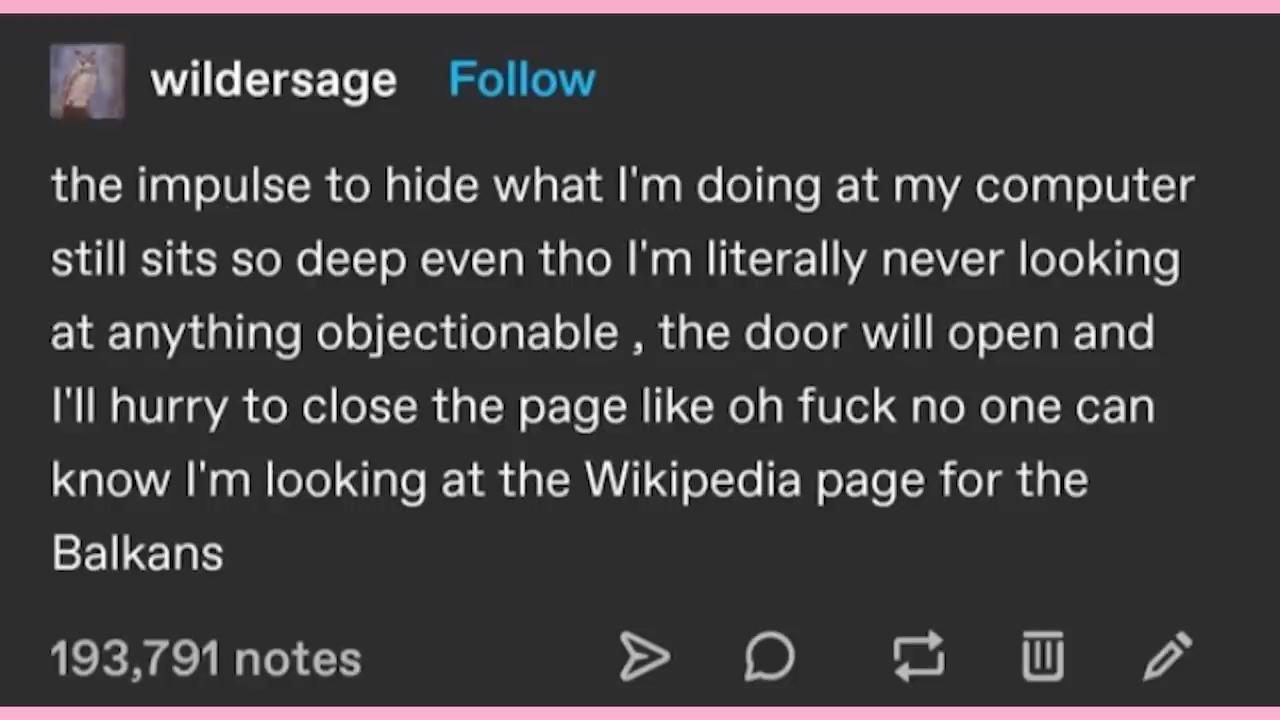 wildersage Follow
the impulse to hide what I'm doing at my computer
still sits so deep even tho I'm literally never looking
at anything objectionable , the door will open and
I'll hurry to close the page like oh fuck no one can
know I'm looking at the Wikipedia page for the
Balkans
193,791 notes